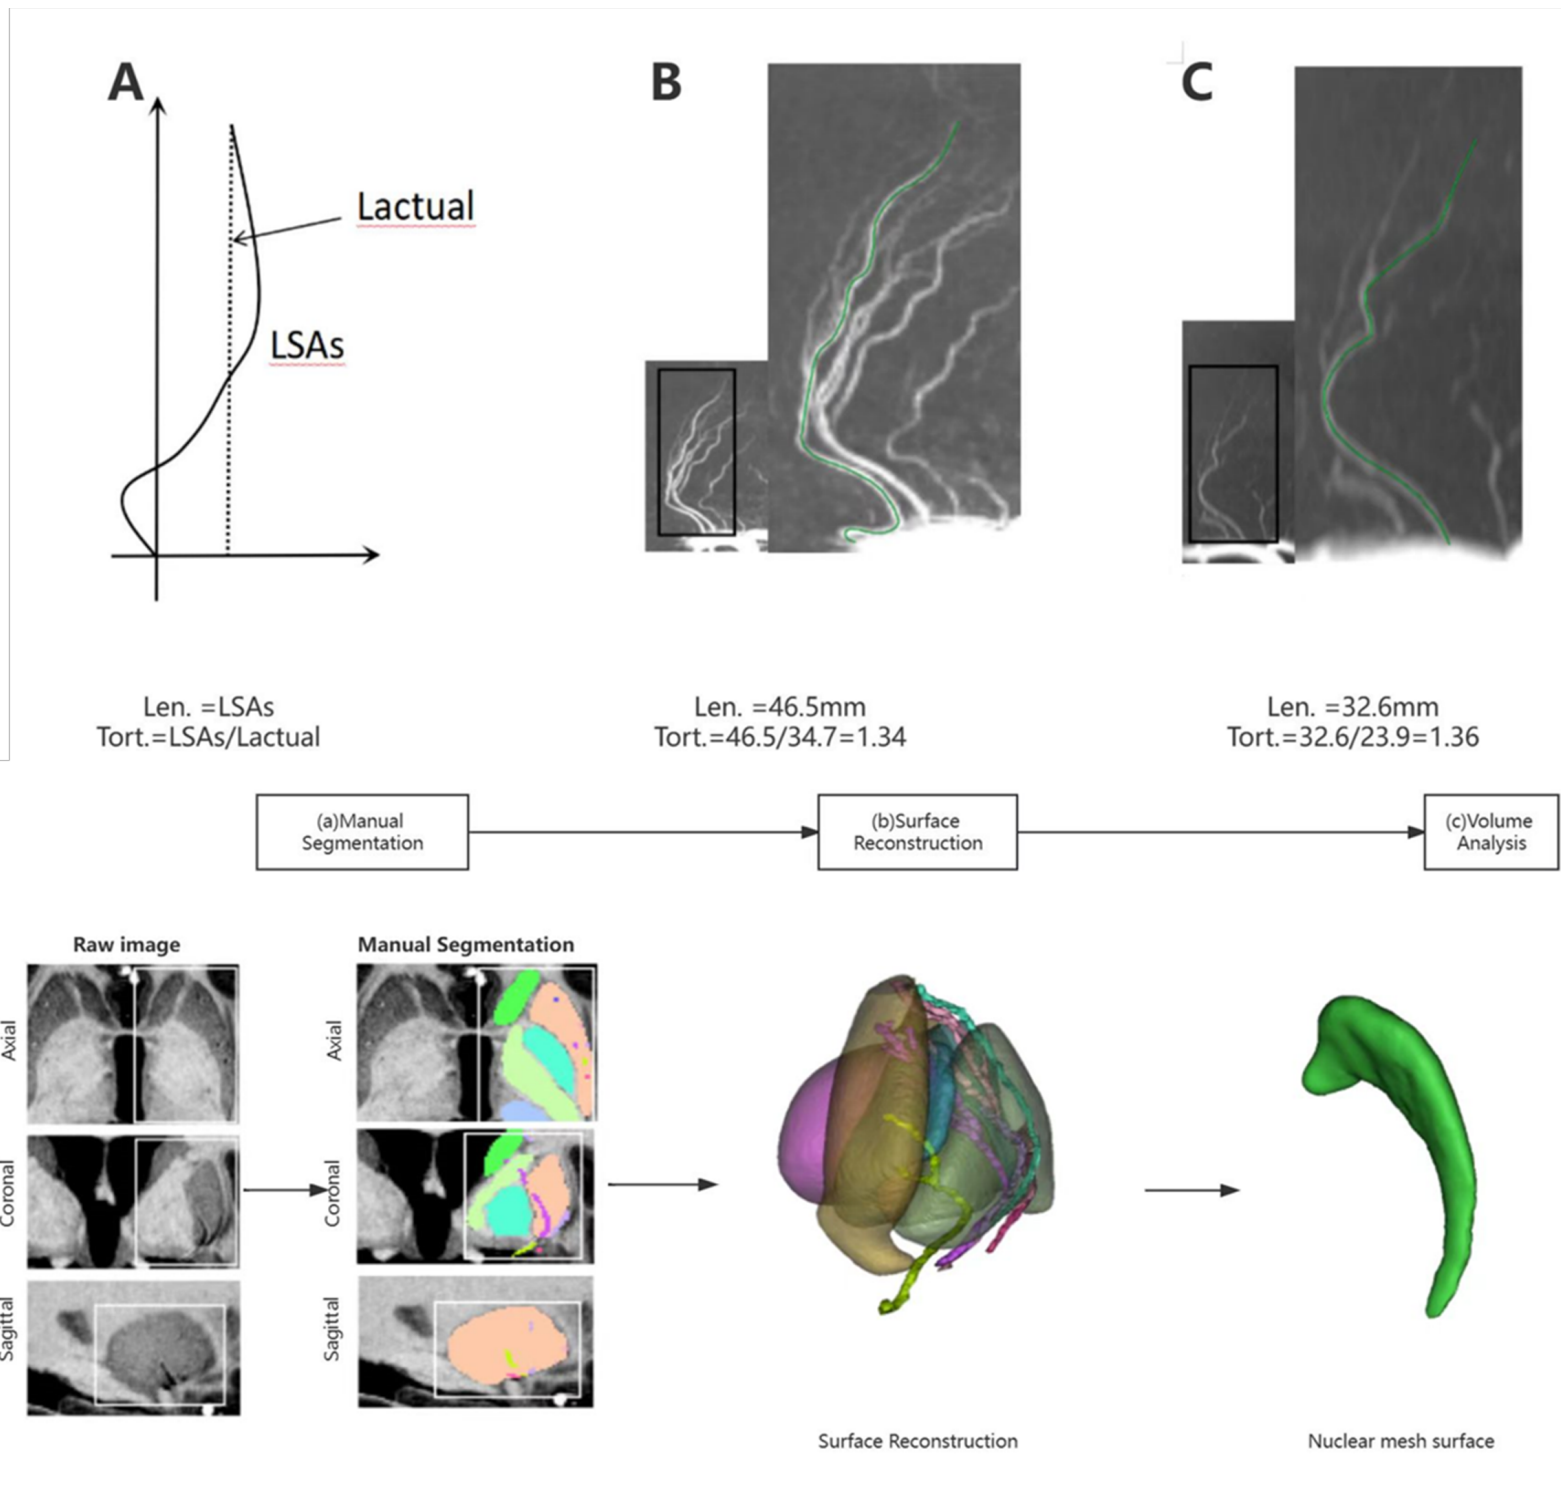 A
B
C
Lactual
LSAs
Len. =LSAs
Tort.=LSAs/Lactual
Len. =46.5mm
Tort.=46.5/34.7=1.34
Len. =32.6mm
Tort.=32.6/23.9=1.36
(a)Manual
Segmentation
(b)Surface
Reconstruction
(c)Volume
Analysis
Raw image
Manual Segmentation
Axial
Axial
Coronal
Coronal
Sagittal
Sagittal
Surface Reconstruction
Nuclear mesh surface